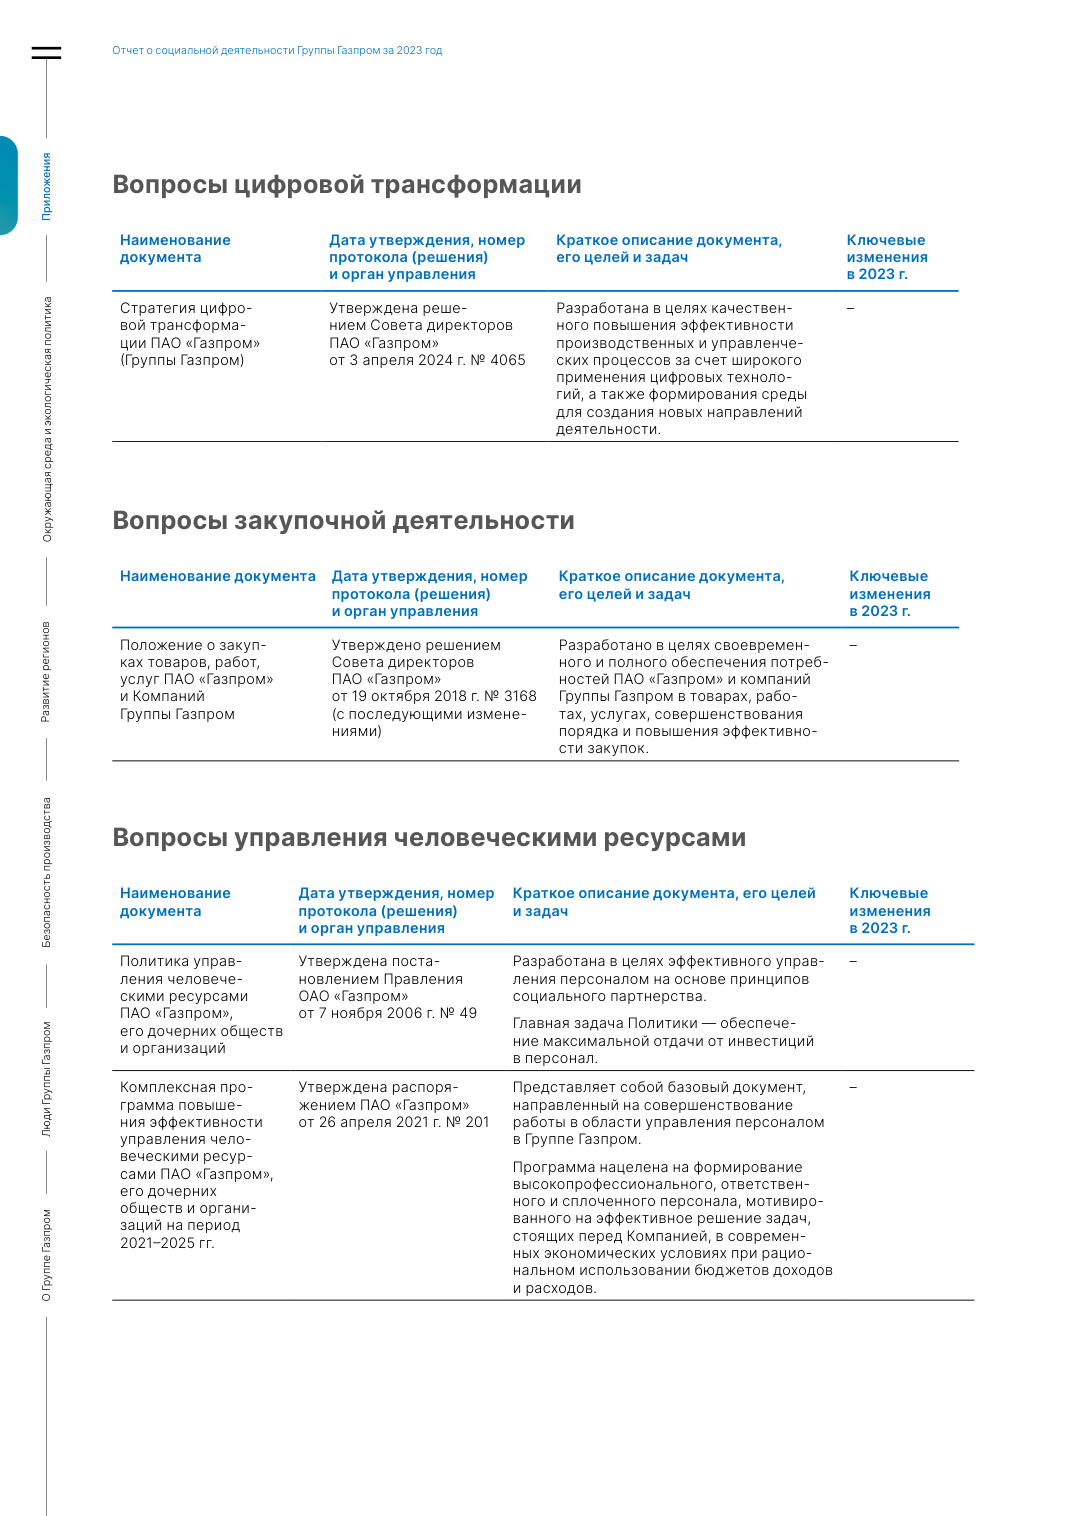 Отчет о социальной деятельности Группы Газпром за 2023 год
Приложения
Окружающая среда и экологическая политика
Развитие регионов
Безопасность производства
Люди Группы Газпром
О Группе Газпром
Вопросы цифровой трансформации
Наименование
документа
Дата утверждения, номер
протокола (решения)
и орган управления
Краткое описание документа,
его целей и задач
Ключевые
изменения
в 2023 г.
Стратегия цифро-
вой трансформа-
ции ПАО «Газпром»
(Группы Газпром)
Утверждена реше-
нием Совета директоров
ПАО «Газпром»
от 3 апреля 2024 г. № 4065
Разработана в целях качествен-
ного повышения эффективности
производственных и управленче-
ских процессов за счет широкого
применения цифровых техноло-
гий, а также формирования среды
для создания новых направлений
деятельности.
–
Вопросы закупочной деятельности
Наименование документа
Дата утверждения, номер
протокола (решения)
и орган управления
Краткое описание документа,
его целей и задач
Ключевые
изменения
в 2023 г.
Положение о закуп-
ках товаров, работ,
услуг ПАО «Газпром»
и Компаний
Группы Газпром
Утверждено решением
Совета директоров
ПАО «Газпром»
от 19 октября 2018 г. № 3168
(с последующими измене-
ниями)
Разработано в целях своевремен-
ного и полного обеспечения потреб-
ностей ПАО «Газпром» и компаний
Группы Газпром в товарах, рабо-
тах, услугах, совершенствования
порядка и повышения эффективно-
сти закупок.
–
Вопросы управления человеческими ресурсами
Наименование
документа
Дата утверждения, номер
протокола (решения)
и орган управления
Краткое описание документа, его целей
и задач
Ключевые
изменения
в 2023 г.
Политика управ-
ления человече-
скими ресурсами
ПАО «Газпром»,
его дочерних обществ
и организаций
Утверждена поста-
новлением Правления
ОАО «Газпром»
от 7 ноября 2006 г. № 49
Разработана в целях эффективного управ-
ления персоналом на основе принципов
социального партнерства.
Главная задача Политики — обеспече-
ние максимальной отдачи от инвестиций
в персонал.
–
Комплексная про-
грамма повыше-
ния эффективности
управления чело-
веческими ресур-
сами ПАО «Газпром»,
его дочерних
обществ и органи-
заций на период
2021–2025 гг.
Утверждена распоря-
жением ПАО «Газпром»
от 26 апреля 2021 г. № 201
Представляет собой базовый документ,
направленный на совершенствование
работы в области управления персоналом
в Группе Газпром.
Программа нацелена на формирование
высокопрофессионального, ответствен-
ного и сплоченного персонала, мотивиро-
ванного на эффективное решение задач,
стоящих перед Компанией, в современ-
ных экономических условиях при рацио-
нальном использовании бюджетов доходов
и расходов.
–